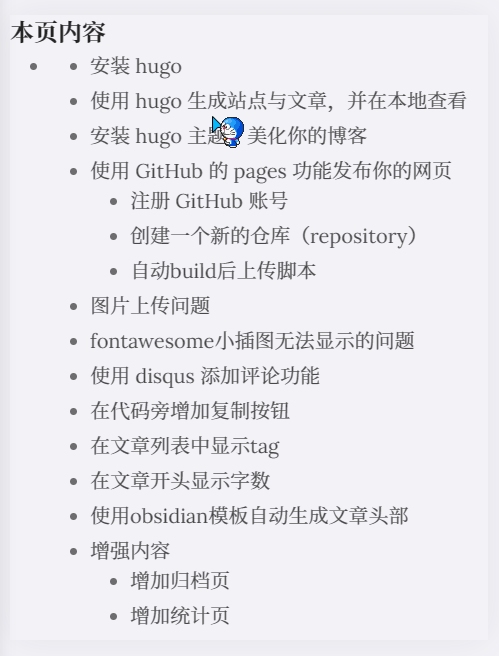 本页内容
安装 hugo
使用 hugo 生成站点与文章，并在本地查看
安装 hugo 主题 美化你的博客
使用 GitHub 的 pages 功能发布你的网页
注册 GitHub 账号
创建一个新的仓库（repository）
自动build后上传脚本
图片上传问题
fontawesome小插图无法显示的问题
使用 disqus 添加评论功能
在代码旁增加复制按钮
在文章列表中显示tag
在文章开头显示字数
使用obsidian模板自动生成文章头部
增强内容
增加归档页
增加统计页